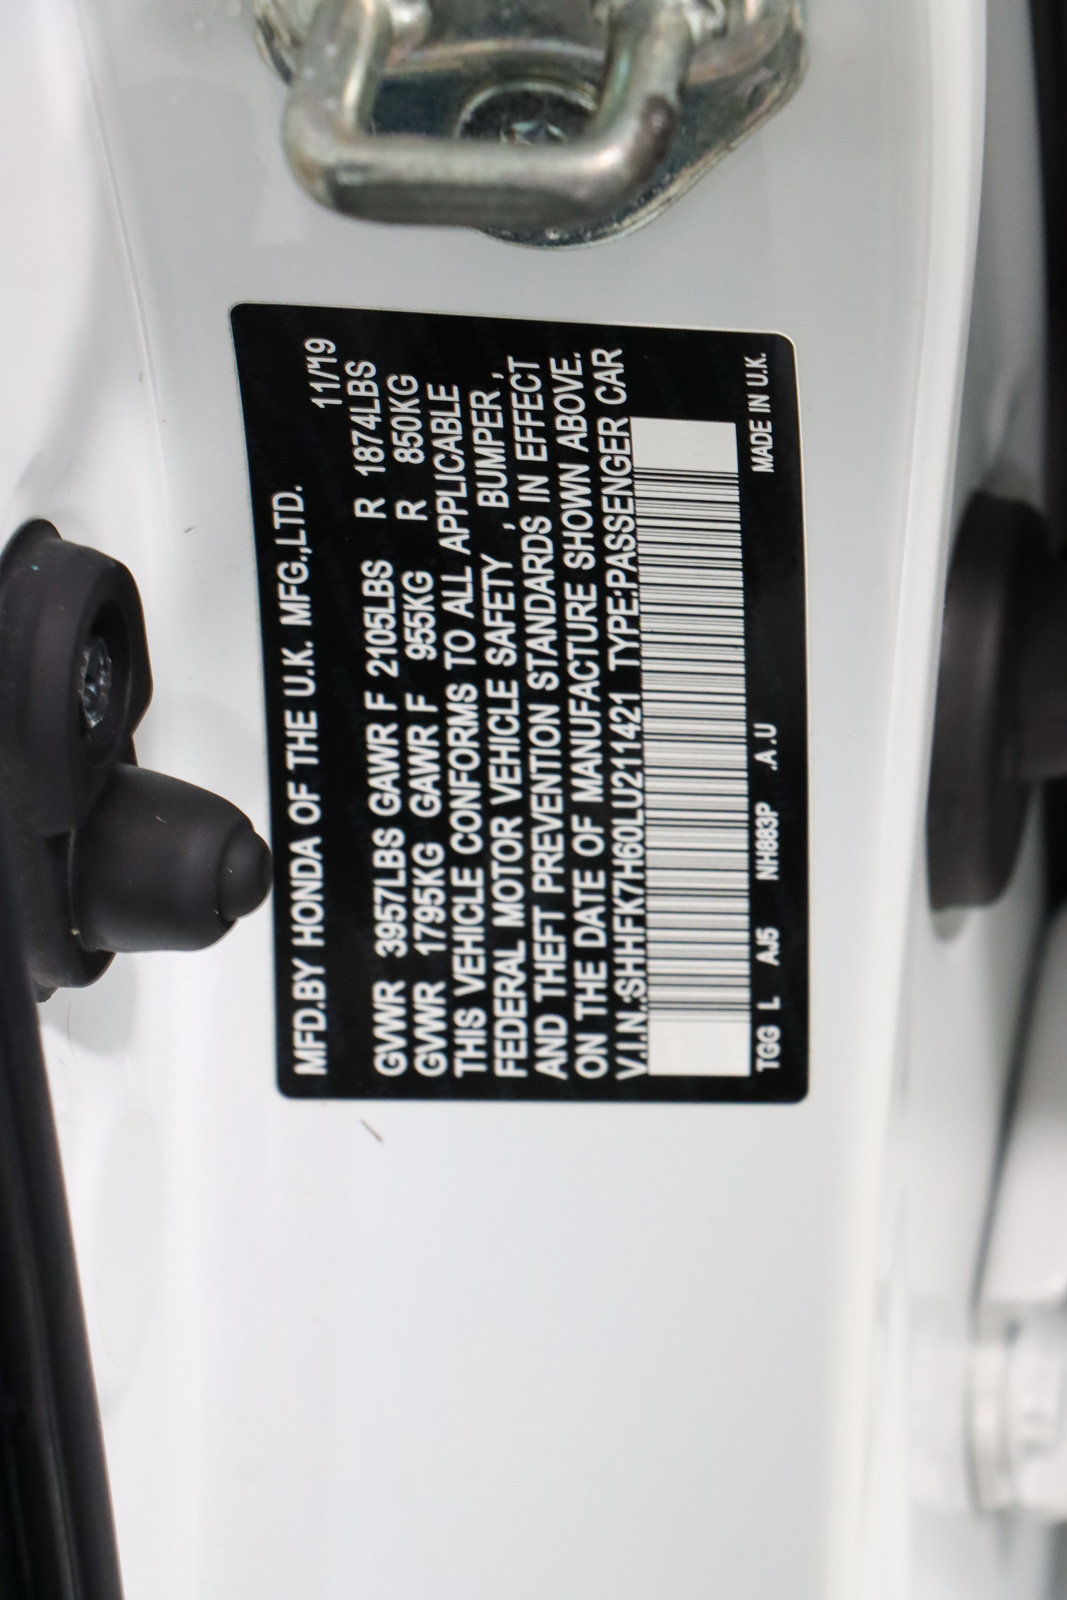 MFD.BY HONDA OF THE U.K. MFG.,LTD. 11/19
GVWR 3957LBS GAWR F 2105LBS R 1874LBS
GVWR 1795KG GAWR F 955KG R 850KG
THIS VEHICLE CONFORMS TO ALL APPLICABLE
FEDERAL MOTOR VEHICLE SAFETY , BUMPER ,
AND THEFT PREVENTION STANDARDS IN EFFECT
ON THE DATE OF MANUFACTURE SHOWN ABOVE.
V.I.N.:SHHFK7H60LU211421 TYPE:PASSENGER CAR
TGG L AJ5 NH883P .A.U MADE IN U.K.